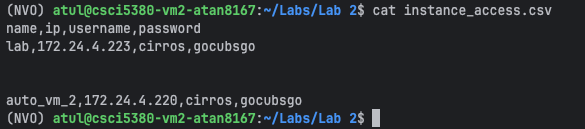 (NVO) atul@csci5380-vm2-atan8167:~/Labs/Lab 2$ cat instance_access.csv
name,ip,username,password
lab,172.24.4.223,cirros,gocubsgo
auto_vm_2,172.24.4.220,cirros,gocubsgo
(NVO) atul@csci5380-vm2-atan8167:~/Labs/Lab 2$